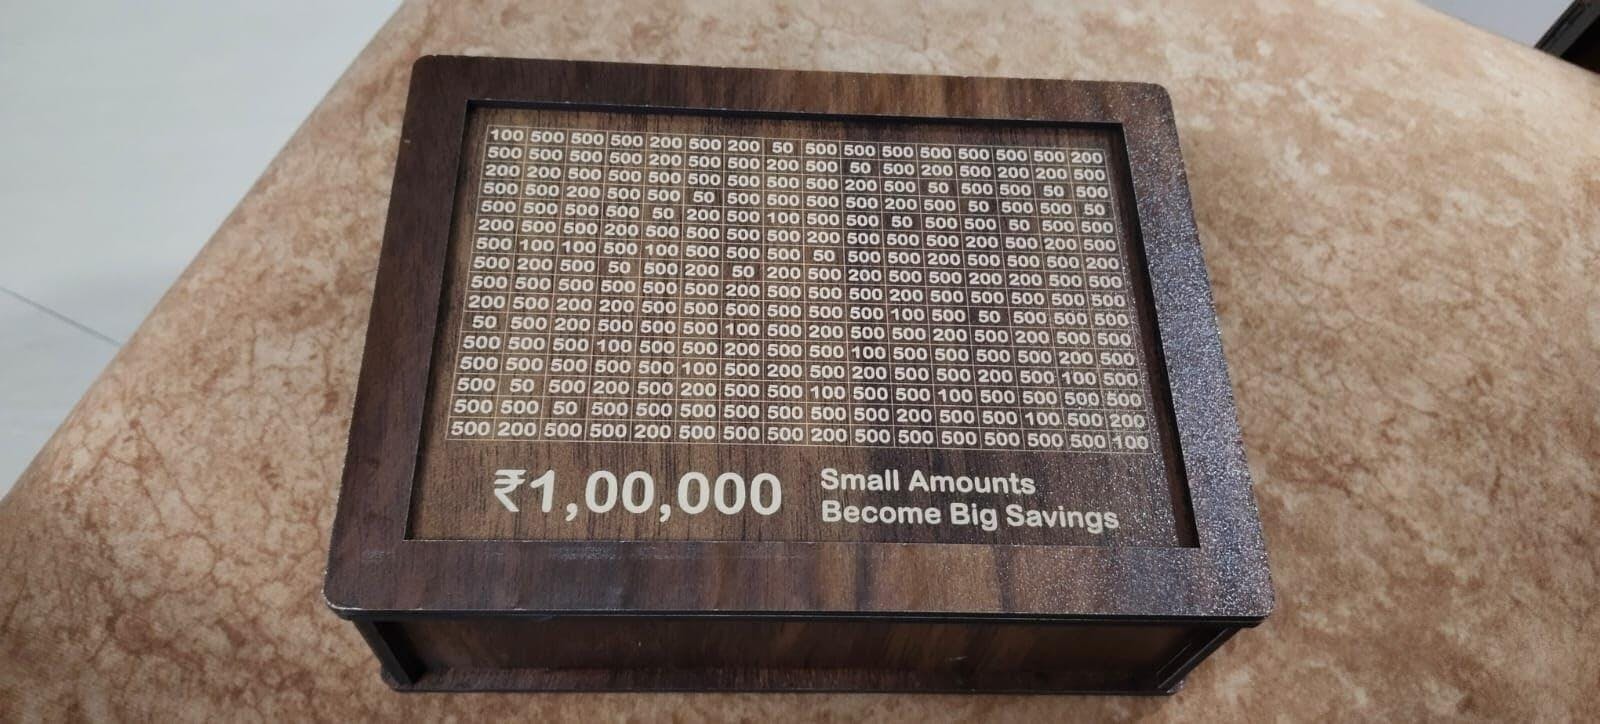 100 500 500 500 200 500 200 50 500 500 500 500 500 500 500 200
500 500 500 500 200 500 500 200 500 50 500 200 500 200 200 500
200 200 500 500 500 500 500 500 500 200 500 50 500 500 50 500
500 500 200 500 500 50 500 500 500 500 200 500 50 500 500 50
500 500 500 500 50 200 500 100 500 500 50 500 500 50 500 500
200 500 500 200 500 500 500 500 200 500 500 500 200 500 200 500
500 100 100 500 100 500 500 500 50 500 500 200 500 500 500 200
500 200 500 50 500 200 50 200 500 200 500 500 200 200 500 500
500 500 500 500 500 500 200 500 500 500 200 500 500 500 500 500
200 500 200 200 500 500 500 500 500 500 100 500 50 500 500 500
50 500 200 500 500 500 100 500 200 500 500 200 500 200 500 500
500 500 500 100 500 500 200 500 500 100 500 500 500 500 200 500
500 500 500 500 500 100 500 200 500 200 500 500 200 500 100 500
500 50 500 200 500 200 500 500 100 500 500 100 500 500 500 500
500 500 50 500 500 500 500 500 500 500 200 500 500 100 500 200
500 200 500 500 200 500 500 500 200 500 500 500 500 500 500 100
₹1,00,000
Small Amounts
Become Big Savings